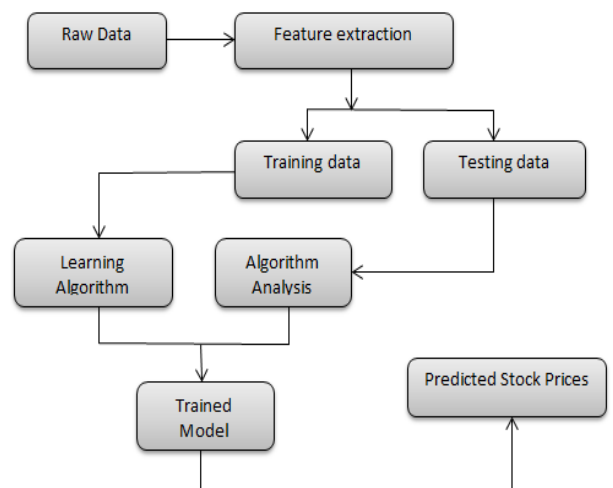 Raw Data
Feature extraction
Training data
Testing data
Learning
Algorithm
Algorithm
Analysis
Trained
Model
Predicted Stock Prices